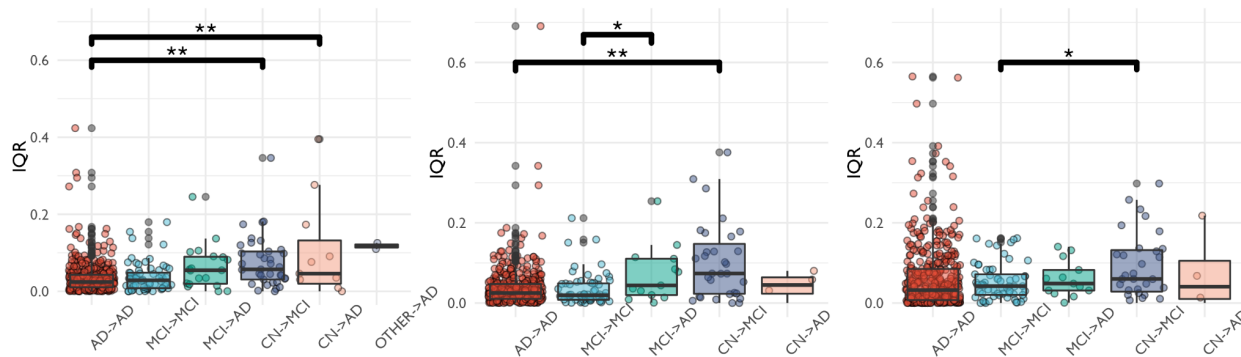 **
**
0.6
0.4
0.2
0.0
IQR
AD->AD
MCI->MCI
MCI->AD
CN->MCI
CN->AD
OTHER->AD
*
**
0.6
0.4
0.2
0.0
IQR
AD->AD
MCI->MCI
MCI->AD
CN->MCI
CN->AD
*
0.6
0.4
0.2
0.0
IQR
AD->AD
MCI->MCI
MCI->AD
CN->MCI
CN->AD